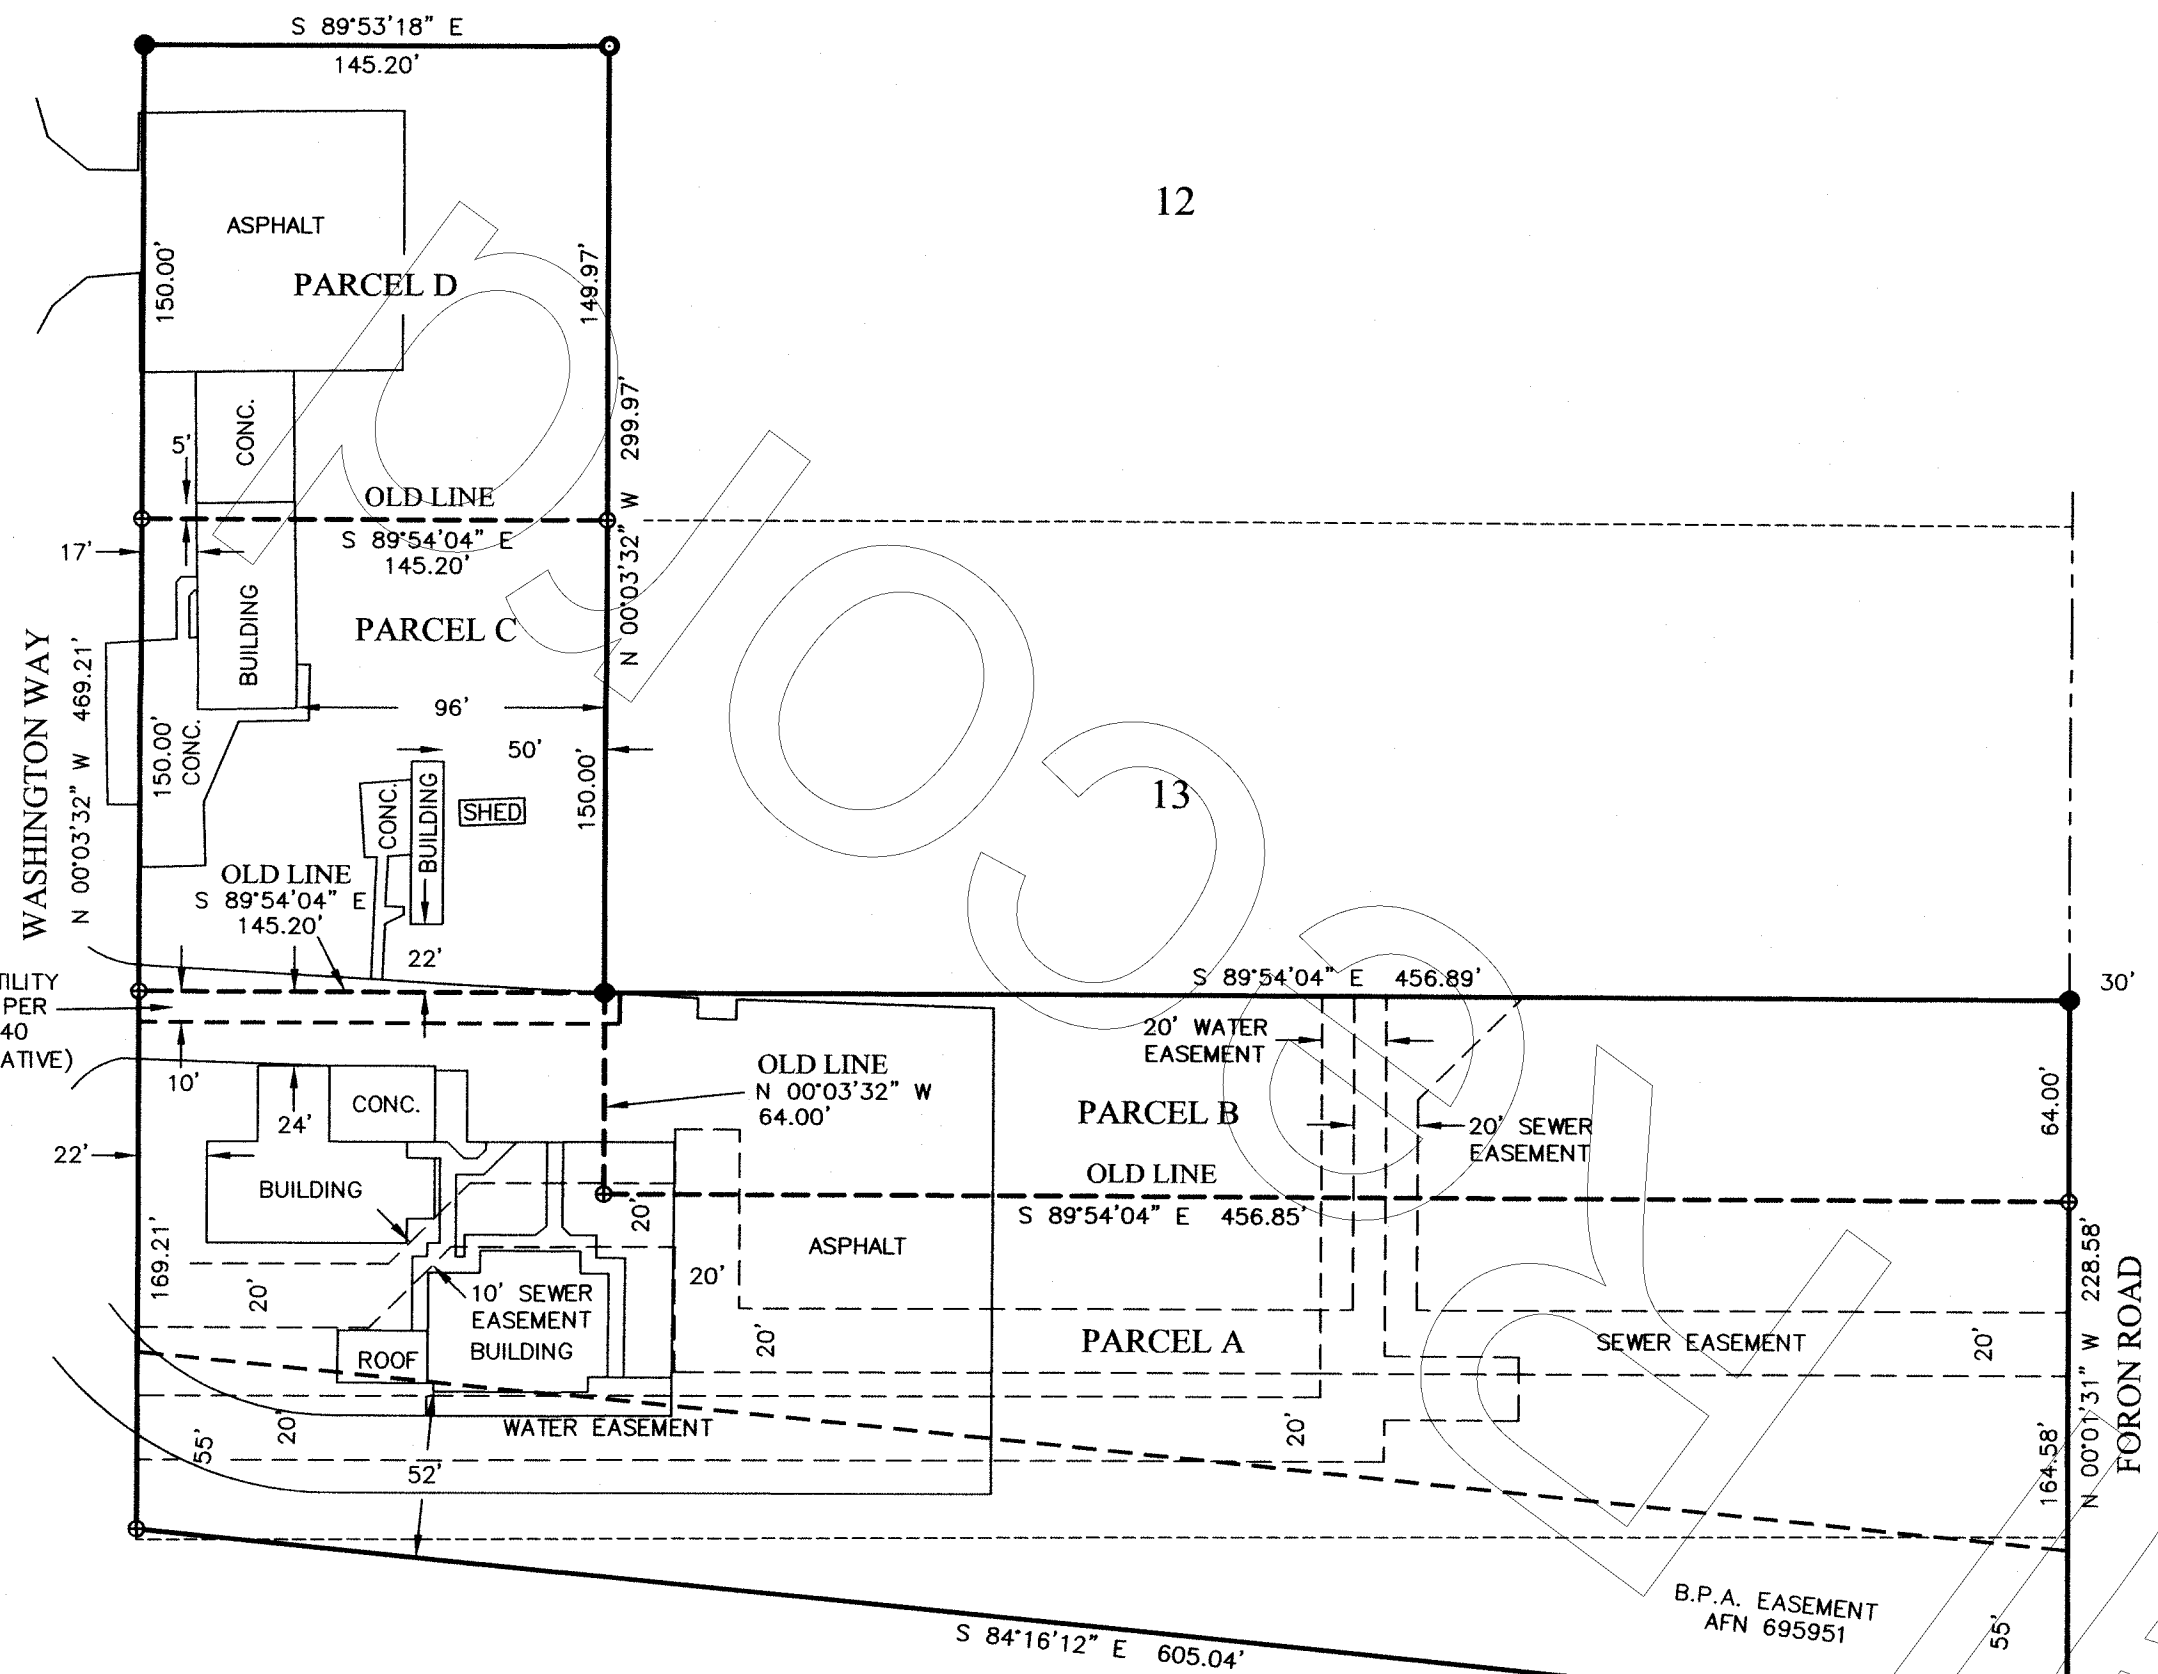 S 89°53'18" E
145.20'
12
ASPHALT
150.00'
149.97'
PARCEL D
N 00°03'32" W 299.97'
5'
CONC.
OLD LINE
S 89°54'04" E
145.20'
17'
BUILDING
PARCEL C
WASHINGTON WAY
N 00°03'32" W 469.21'
96'
50'
150.00'
CONC.
150.00'
CONC.
BUILDING
SHED
13
OLD LINE
S 89°54'04" E
145.20'
22'
S 89°54'04" E 456.89'
30'
TILITY
PER
40
ATIVE)
10'
20' WATER
EASEMENT
OLD LINE
N 00°03'32" W
64.00'
CONC.
24'
PARCEL B
64.00'
20' SEWER
EASEMENT
22'
BUILDING
OLD LINE
S 89°54'04" E 456.85'
20'
169.21'
ASPHALT
20'
20'
10' SEWER
EASEMENT
BUILDING
ROOF
20'
PARCEL A
SEWER EASEMENT
20'
N 00°01'31" W 228.58'
FORON ROAD
WATER EASEMENT
20'
20'
55'
52'
164.58'
B.P.A. EASEMENT
AFN 695951
55'
S 84°16'12" E 605.04'